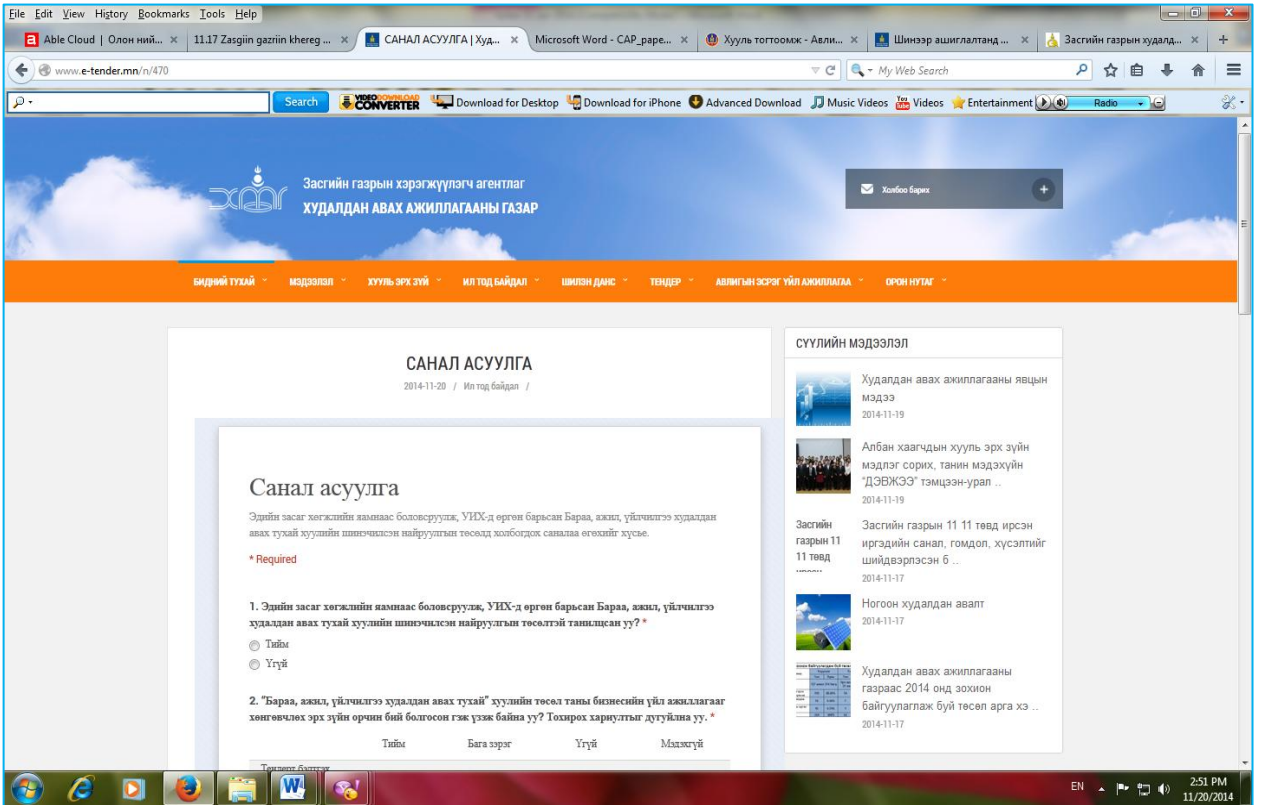 File Edit View History Bookmarks Tools Help
Able Cloud | Олон ний... × 11.17 Zasgiin gazriin khereg ... × САНАЛ АСУУЛГА | Худ... × Microsoft Word - CAP_pape... × Хууль тогтоомж - Авли... × Шинээр ашиглалтанд ... × Засгийн газрын худалд... × +
www.e-tender.mn/n/470 My Web Search
Search VIDEO DOWNLOAD CONVERTER Download for Desktop Download for iPhone Advanced Download Music Videos Videos Entertainment Radio
Засгийн газрын хэрэгжүүлэгч агентлаг
ХУДАЛДАН АВАХ АЖИЛЛАГААНЫ ГАЗАР
Холбоо барих +
БИДНИЙ ТУХАЙ МЭДЭЭЛЭЛ ХУУЛЬ ЭРХ ЗҮЙ ИЛ ТОД БАЙДАЛ ШИЛЭН ДАНС ТЕНДЕР АВЛИГЫН ЭСРЭГ ҮЙЛ АЖИЛЛАГАА ОРОН НУТАГ
САНАЛ АСУУЛГА
2014-11-20 / Ил тод байдал /
Санал асуулга
Эдийн засаг хөгжлийн яамнаас боловсруулж, УИХ-д өргөн барьсан Бараа, ажил, үйлчилгээ худалдан
авах тухай хуулийн шинэчилсэн найруулгын төсөлд холбогдох саналаа өгөхийг хүсье.
* Required
1. Эдийн засаг хөгжлийн яамнаас боловсруулж, УИХ-д өргөн барьсан Бараа, ажил, үйлчилгээ
худалдан авах тухай хуулийн шинэчилсэн найруулгын төсөлтэй танилцсан уу? *
Тийм
Үгүй
2. "Бараа, ажил, үйлчилгээ худалдан авах тухай" хуулийн төсөл таны бизнесийн үйл ажиллагааг
хөнгөвчлөх эрх зүйн орчин бий болгосон гэж үзэж байна уу? Тохирох хариултыг дугуйлна уу. *
Тийм Бага зэрэг Үгүй Мэдэхгүй
СҮҮЛИЙН МЭДЭЭЛЭЛ
Худалдан авах ажиллагааны явцын
мэдээ
2014-11-19
Албан хаагчдын хууль эрх зүйн
мэдлэг сорих, танин мэдэхүйн
"ДЭВЖЭЭ" тэмцээн-урал ..
2014-11-19
Засгийн
газрын 11
11 төвд
Засгийн газрын 11 11 төвд ирсэн
иргэдийн санал, гомдол, хүсэлтийг
шийдвэрлэсэн б ..
2014-11-17
Ногоон худалдан авалт
2014-11-17
Худалдан авах ажиллагааны
газраас 2014 онд зохион
байгуулаглаж буй төсөл арга хэ ..
2014-11-17
EN 2:51 PM
11/20/2014